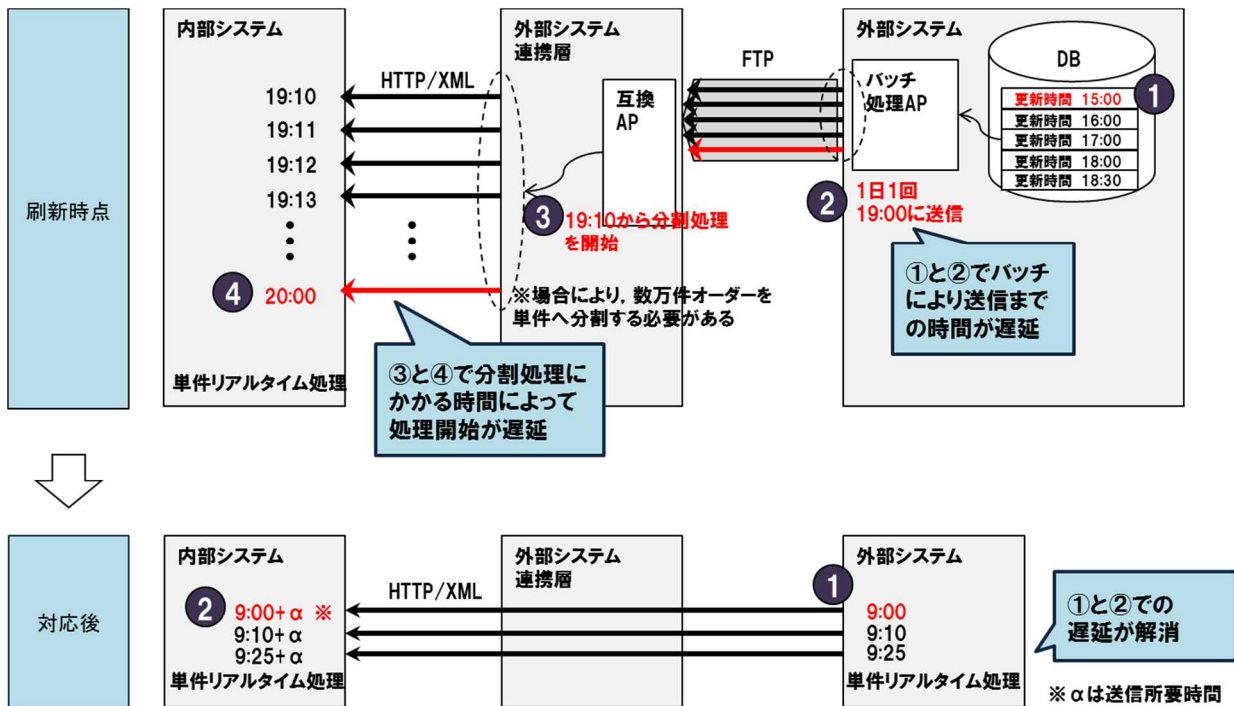 刷新時点
内部システム
19:10
19:11
19:12
19:13
④
20:00
単件リアルタイム処理
HTTP/XML
外部システム
連携層
互換
AP
③
19:10から分割処理
を開始
※場合により，数万件オーダーを
単件へ分割する必要がある
③と④で分割処理に
かかる時間によって
処理開始が遅延
FTP
外部システム
バッチ
処理AP
DB
①
更新時間 15:00
更新時間 16:00
更新時間 17:00
更新時間 18:00
更新時間 18:30
②
1日1回
19:00に送信
①と②でバッチ
により送信まで
の時間が遅延
対応後
内部システム
②
9:00+α ※
9:10+α
9:25+α
単件リアルタイム処理
HTTP/XML
外部システム
連携層
外部システム
①
9:00
9:10
9:25
単件リアルタイム処理
①と②での
遅延が解消
※αは送信所要時間